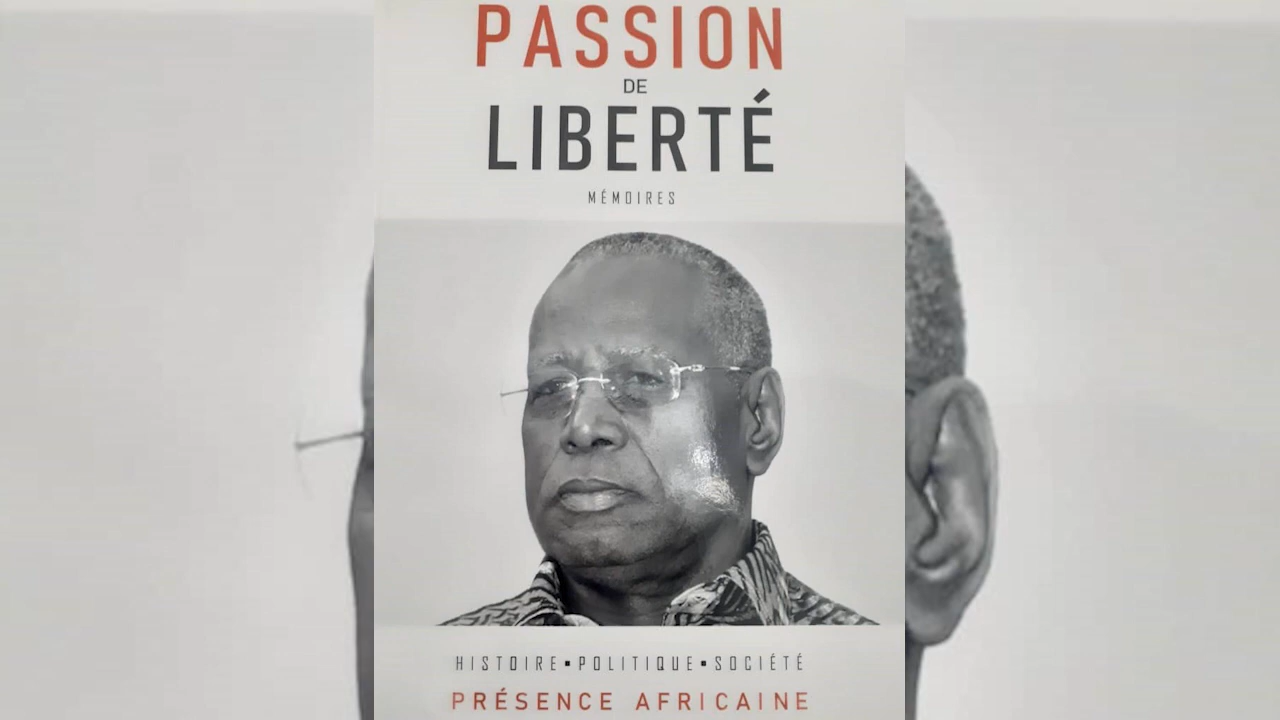 PASSION
DE
LIBERTÉ
MÉMOIRES
HISTOIRE▪POLITIQUE▪SOCIÉTÉ
PRÉSENCE AFRICAINE